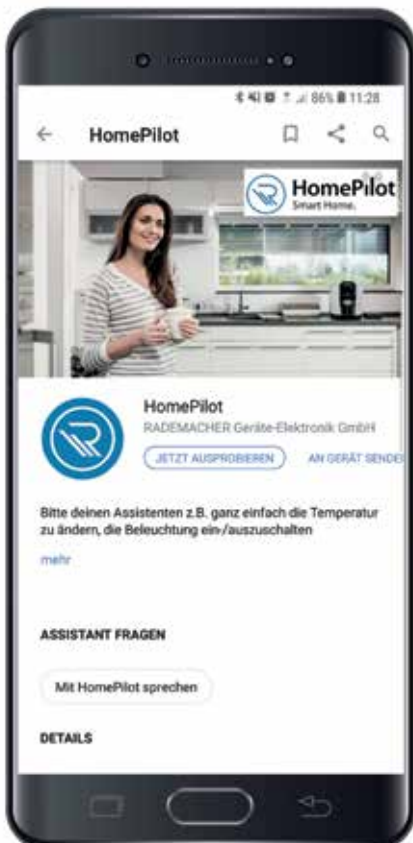 86% 11:28
HomePilot
HomePilot
Smart Home.
HomePilot
RADEMACHER Geräte-Elektronik GmbH
JETZT AUSPROBIEREN AN GERÄT SENDE
Bitte deinen Assistenten z.B. ganz einfach die Temperatur
zu ändern, die Beleuchtung ein-/auszuschalten
mehr
ASSISTANT FRAGEN
Mit HomePilot sprechen
DETAILS